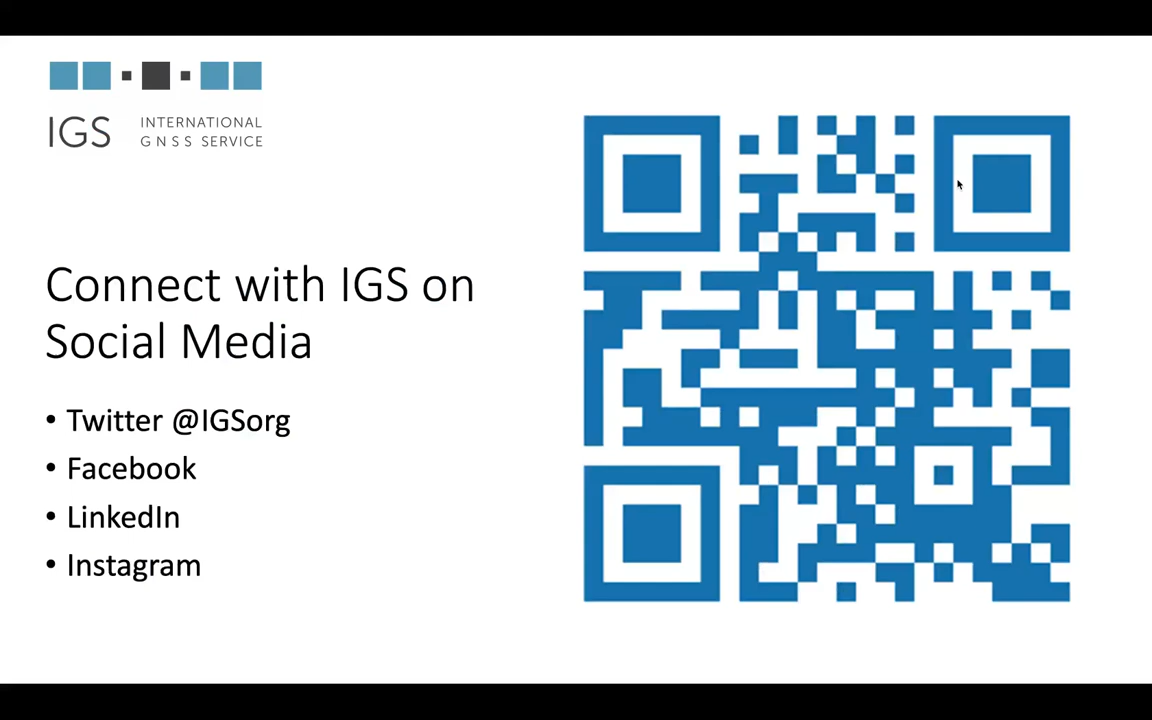 IGS
INTERNATIONAL
GNSS SERVICE
Connect with IGS on
Social Media
• Twitter @IGSorg
• Facebook
• LinkedIn
• Instagram